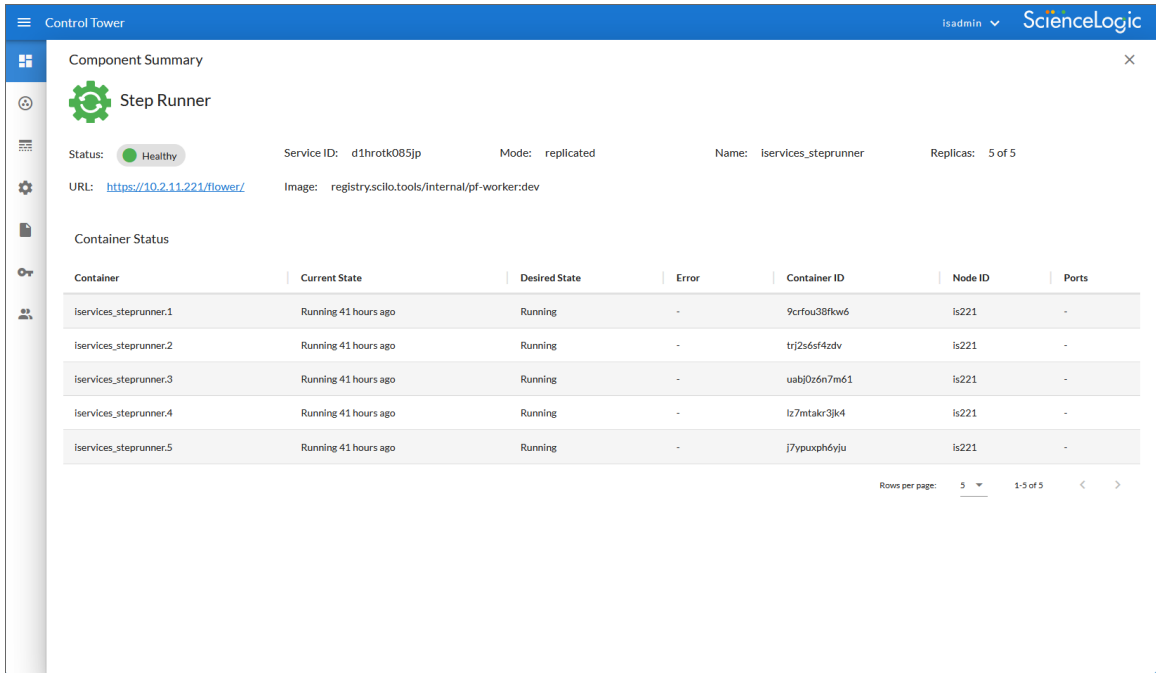 Control Tower
isadmin
ScienceLogic
Component Summary
Step Runner
Status: Healthy Service ID: d1hrotk085jp Mode: replicated Name: iservices_steprunner Replicas: 5 of 5
URL: https://10.2.11.221/flower/ Image: registry.scilo.tools/internal/pf-worker:dev
Container Status
Container Current State Desired State Error Container ID Node ID Ports
iservices_steprunner.1 Running 41 hours ago Running - 9crfou38fkw6 is221 -
iservices_steprunner.2 Running 41 hours ago Running - trj2s6sf4zdv is221 -
iservices_steprunner.3 Running 41 hours ago Running - uabj0z6n7m61 is221 -
iservices_steprunner.4 Running 41 hours ago Running - lz7mtakr3jk4 is221 -
iservices_steprunner.5 Running 41 hours ago Running - j7ypuxph6yju is221 -
Rows per page: 5 1-5 of 5